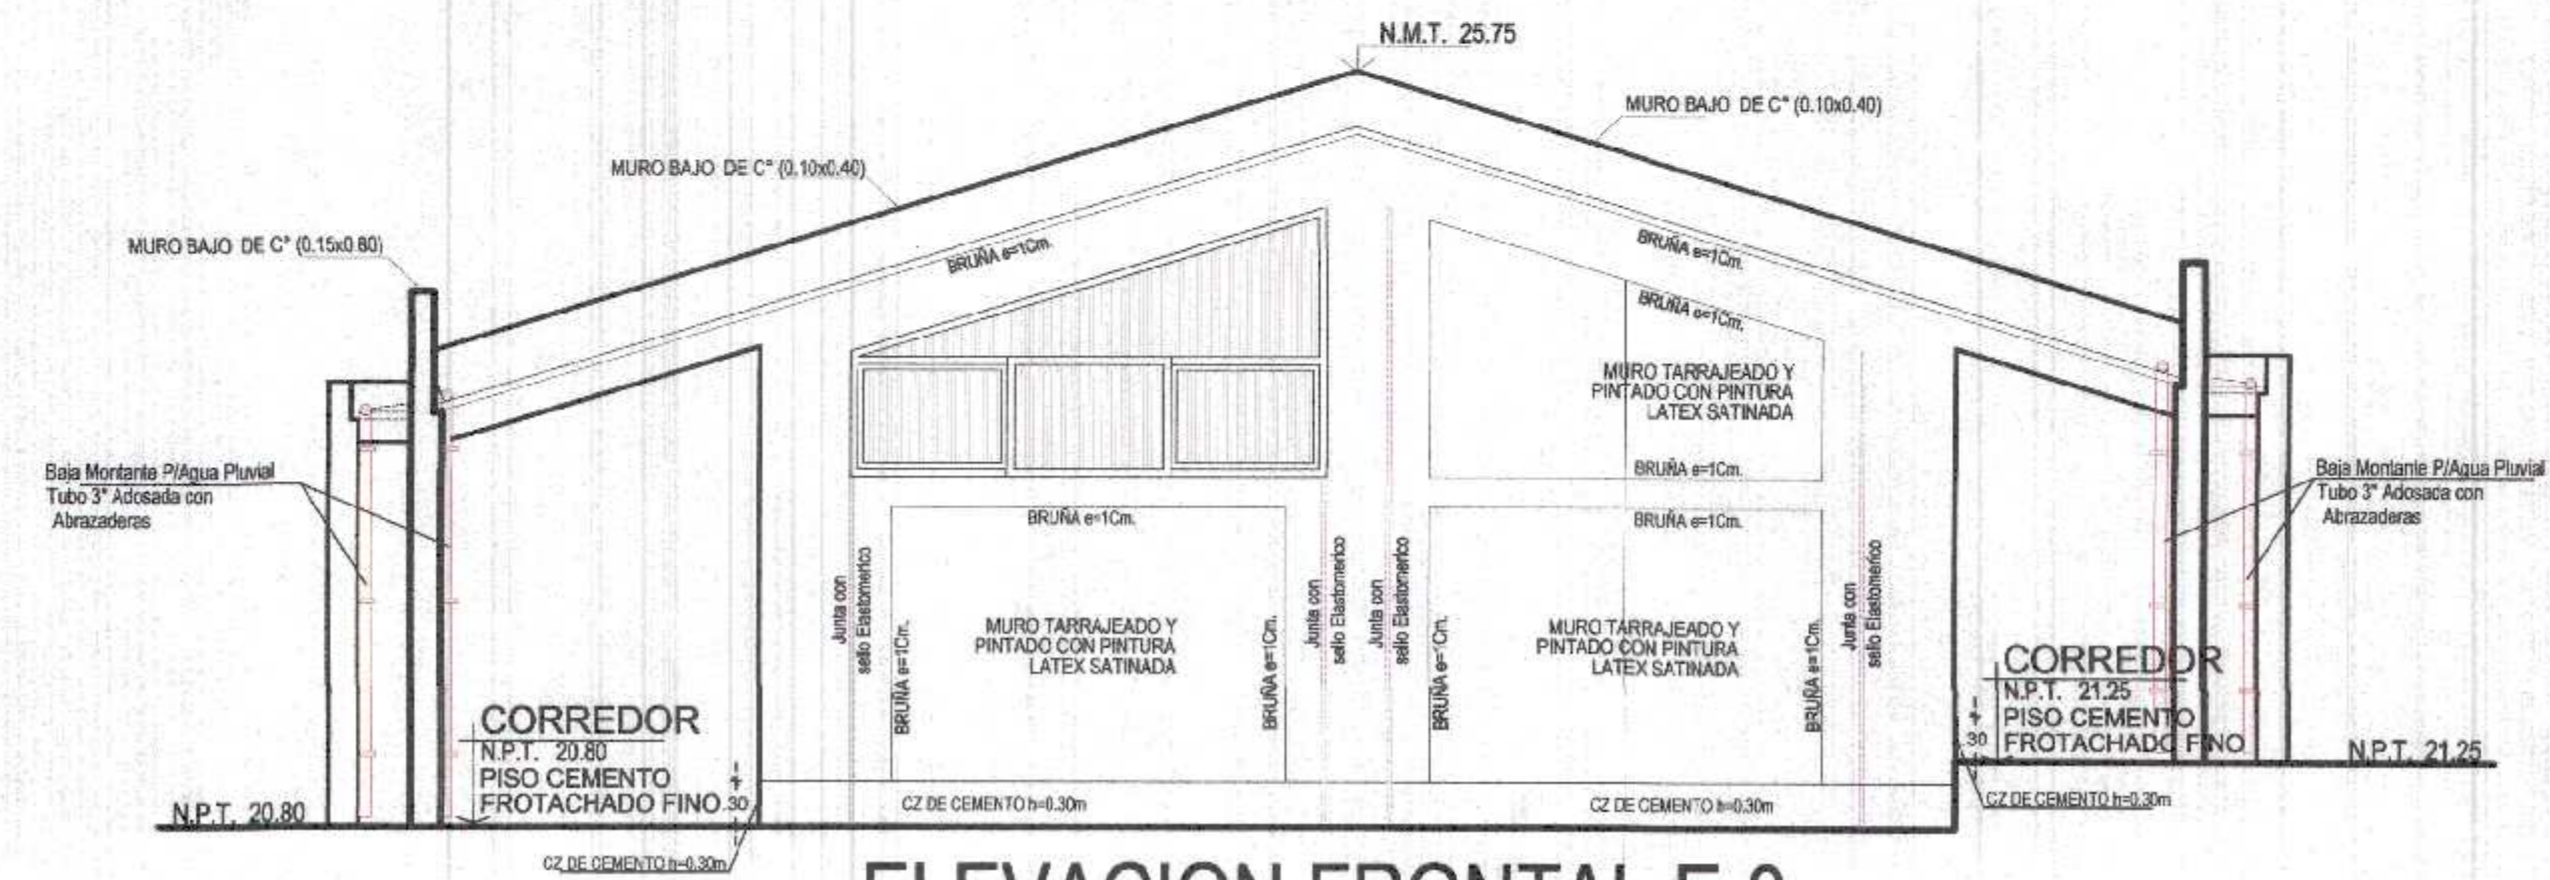 N.M.T. 25.75
MURO BAJO DE C° (0.10x0.40)
MURO BAJO DE C° (0.10x0.40)
MURO BAJO DE C° (0.15x0.80)
BRUÑA e=1Cm.
BRUÑA e=1Cm.
BRUÑA e=1Cm.
MURO TARRAJEADO Y
PINTADO CON PINTURA
LATEX SATINADA
BRUÑA e=1Cm.
Baja Montante P/Agua Pluvial
Tubo 3" Adosada con
Abrazaderas
Baja Montante P/Agua Pluvial
Tubo 3" Adosada con
Abrazaderas
BRUÑA e=1Cm.
BRUÑA e=1Cm.
Junta con
sello Elastomerico
BRUÑA e=1Cm.
MURO TARRAJEADO Y
PINTADO CON PINTURA
LATEX SATINADA
BRUÑA e=1Cm.
Junta con
sello Elastomerico
Junta con
sello Elastomerico
BRUÑA e=1Cm.
MURO TARRAJEADO Y
PINTADO CON PINTURA
LATEX SATINADA
BRUÑA e=1Cm.
Junta con
sello Elastomerico
CORREDOR
N.P.T. 21.25
PISO CEMENTO
FROTACHADO FINO
30
N.P.T. 21.25
CORREDOR
N.P.T. 20.80
PISO CEMENTO
FROTACHADO FINO
30
N.P.T. 20.80
CZ DE CEMENTO h=0.30m
CZ DE CEMENTO h=0.30m
CZ DE CEMENTO h=0.30m
CZ DE CEMENTO h=0.30m
ELEVACION FRONTAL